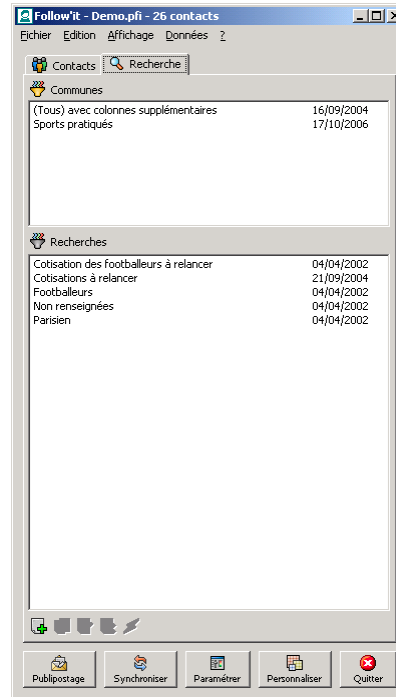 Follow'it - Demo.pfi - 26 contacts
Fichier Edition Affichage Données ?
Contacts Recherche
Communes
(Tous) avec colonnes supplémentaires 16/09/2004
Sports pratiqués 17/10/2006
Recherches
Cotisation des footballeurs à relancer 04/04/2002
Cotisations à relancer 21/09/2004
Footballeurs 04/04/2002
Non renseignées 04/04/2002
Parisien 04/04/2002
Publipostage Synchroniser Paramétrer Personnaliser Quitter